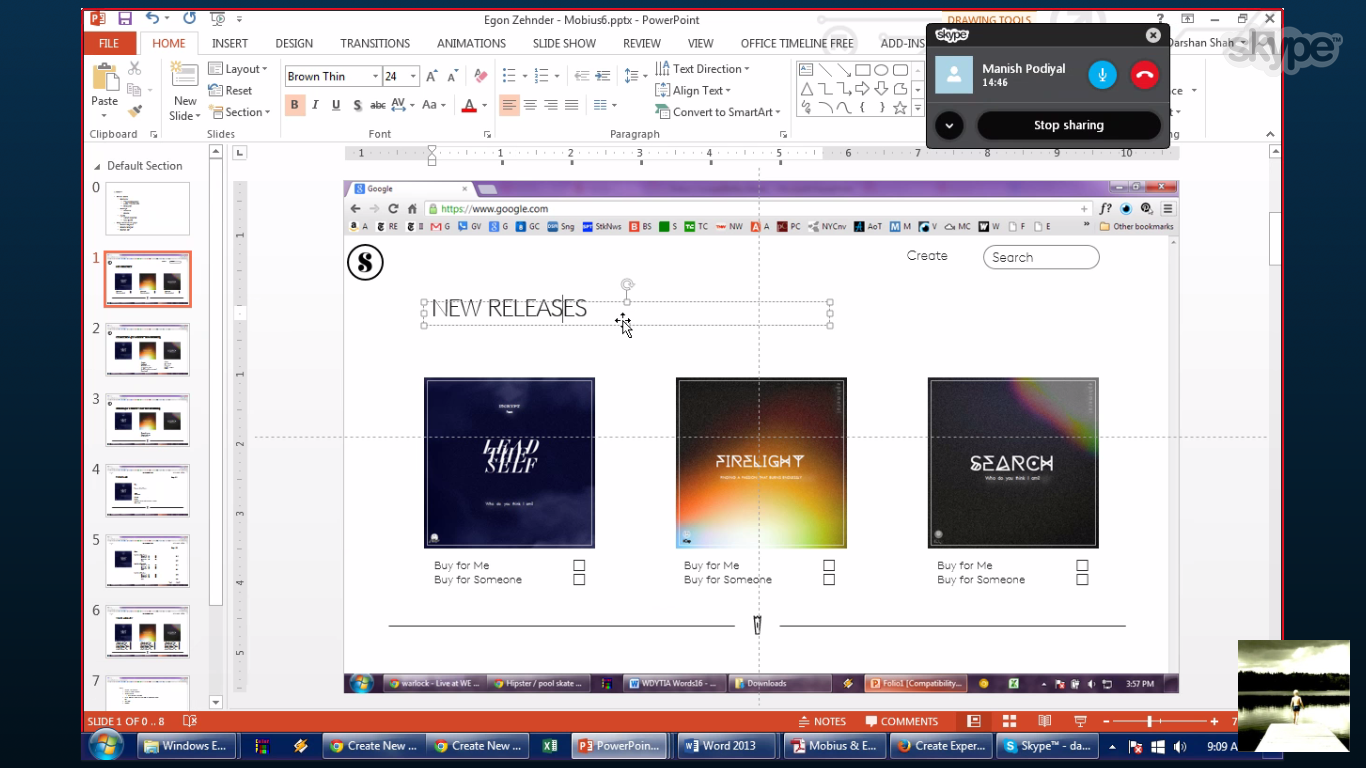 Egon Zehnder - Mobius6.pptx - PowerPoint
DRAWING TOOLS
FILE HOME INSERT DESIGN TRANSITIONS ANIMATIONS SLIDE SHOW REVIEW VIEW OFFICE TIMELINE FREE ADD-INS
Darshan Shah
skype
skype
Manish Podiyal
14:46
Stop sharing
Paste
New
Slide
Layout
Reset
Section
Brown Thin 24
Text Direction
Align Text
Convert to SmartArt
Clipboard Slides Font Paragraph
Default Section
0
1
2
3
4
5
6
7
Google
https://www.google.com
Other bookmarks
S
Create
Search
NEW RELEASES
LEAD
SELF
Who do you think I am?
FIRELIGHT
SEARCH
Who do you think I am?
Buy for Me
Buy for Someone
Buy for Me
Buy for Someone
Buy for Me
Buy for Someone
warlock - Live at WE ...
Hipster / pool skate ...
WDYTIA Words16 - ...
Downloads
Folio1 [Compatibility...
3:57 PM
SLIDE 1 OF 0 .. 8
NOTES
COMMENTS
Windows E...
Create New ...
Create New ...
PowerPoin...
Word 2013
Mobius & E...
Create Exper...
Skype™ - da...
9:09